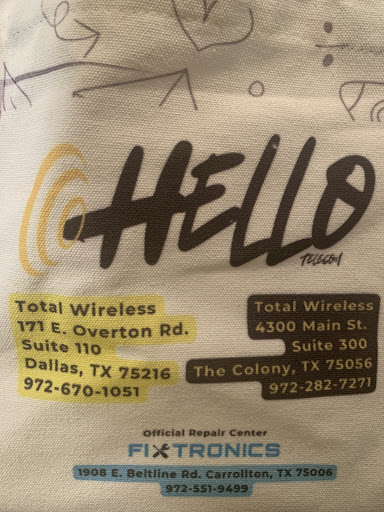 HELLO
TELECOM
Total Wireless
171 E. Overton Rd.
Suite 110
Dallas, TX 75216
972-670-1051
Total Wireless
4300 Main St.
Suite 300
The Colony, TX 75056
972-282-7271
Official Repair Center
FIXTRONICS
1908 E. Beltline Rd. Carrollton, TX 75006
972-551-9499